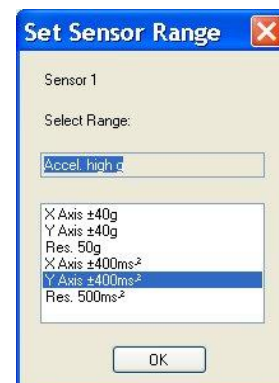 Set Sensor Range
Sensor 1
Select Range:
Accel. high g
X Axis ±40g
Y Axis ±40g
Res. 50g
X Axis ±400ms-²
Y Axis ±400ms-²
Res. 500ms-²
OK